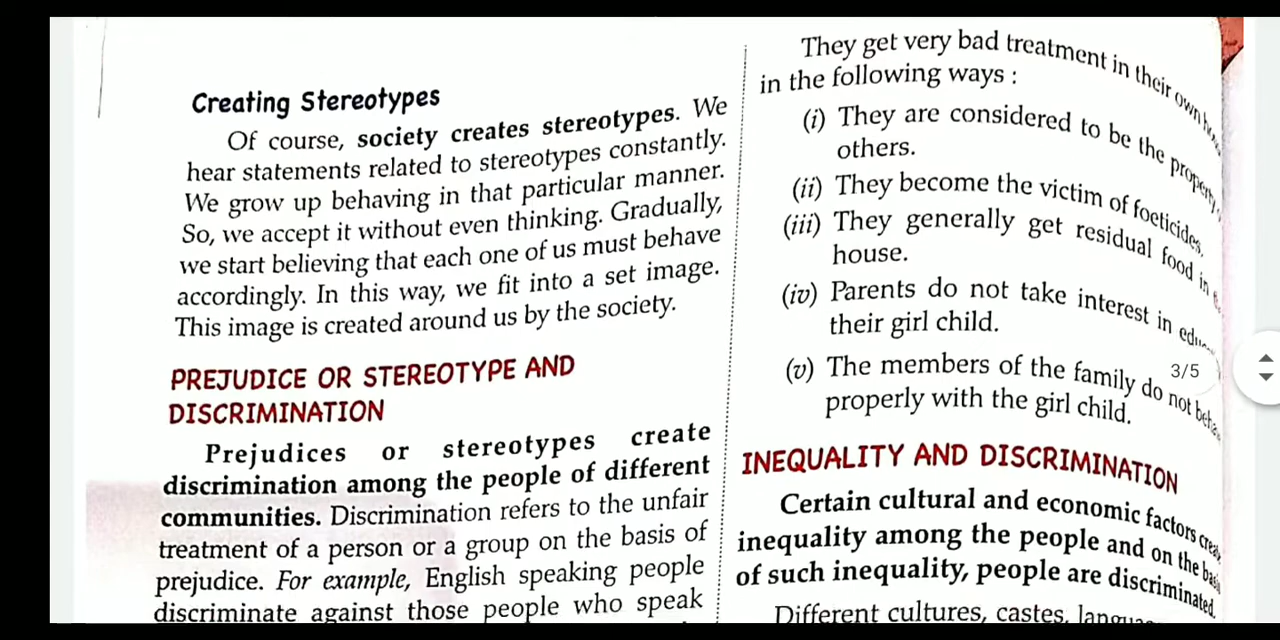 Creating Stereotypes
Of course, society creates stereotypes. We
hear statements related to stereotypes constantly.
We grow up behaving in that particular manner.
So, we accept it without even thinking. Gradually,
we start believing that each one of us must behave
accordingly. In this way, we fit into a set image.
This image is created around us by the society.
PREJUDICE OR STEREOTYPE AND
DISCRIMINATION
Prejudices or stereotypes create
discrimination among the people of different
communities. Discrimination refers to the unfair
treatment of a person or a group on the basis of
prejudice. For example, English speaking people
discriminate against those people who speak
They get very bad treatment in their own
in the following ways :
(i) They are considered to be the property
others.
(ii) They become the victim of foeticides.
(iii) They generally get residual food in
house.
(iv) Parents do not take interest in
their girl child.
(v) The members of the family do not
properly with the girl child.
3/5
INEQUALITY AND DISCRIMINATION
Certain cultural and economic factors
inequality among the people and on the
of such inequality, people are discriminated.
Different cultures, castes,